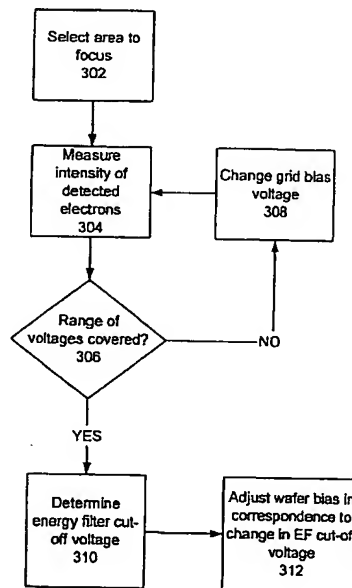 Select area to
focus
302
Measure
intensity of
detected
electrons
304
Change grid bias
voltage
308
Range of
voltages covered?
306
NO
YES
Determine
energy filter cut-
off voltage
310
Adjust wafer bias in
correspondence to
change in EF cut-off
voltage
312